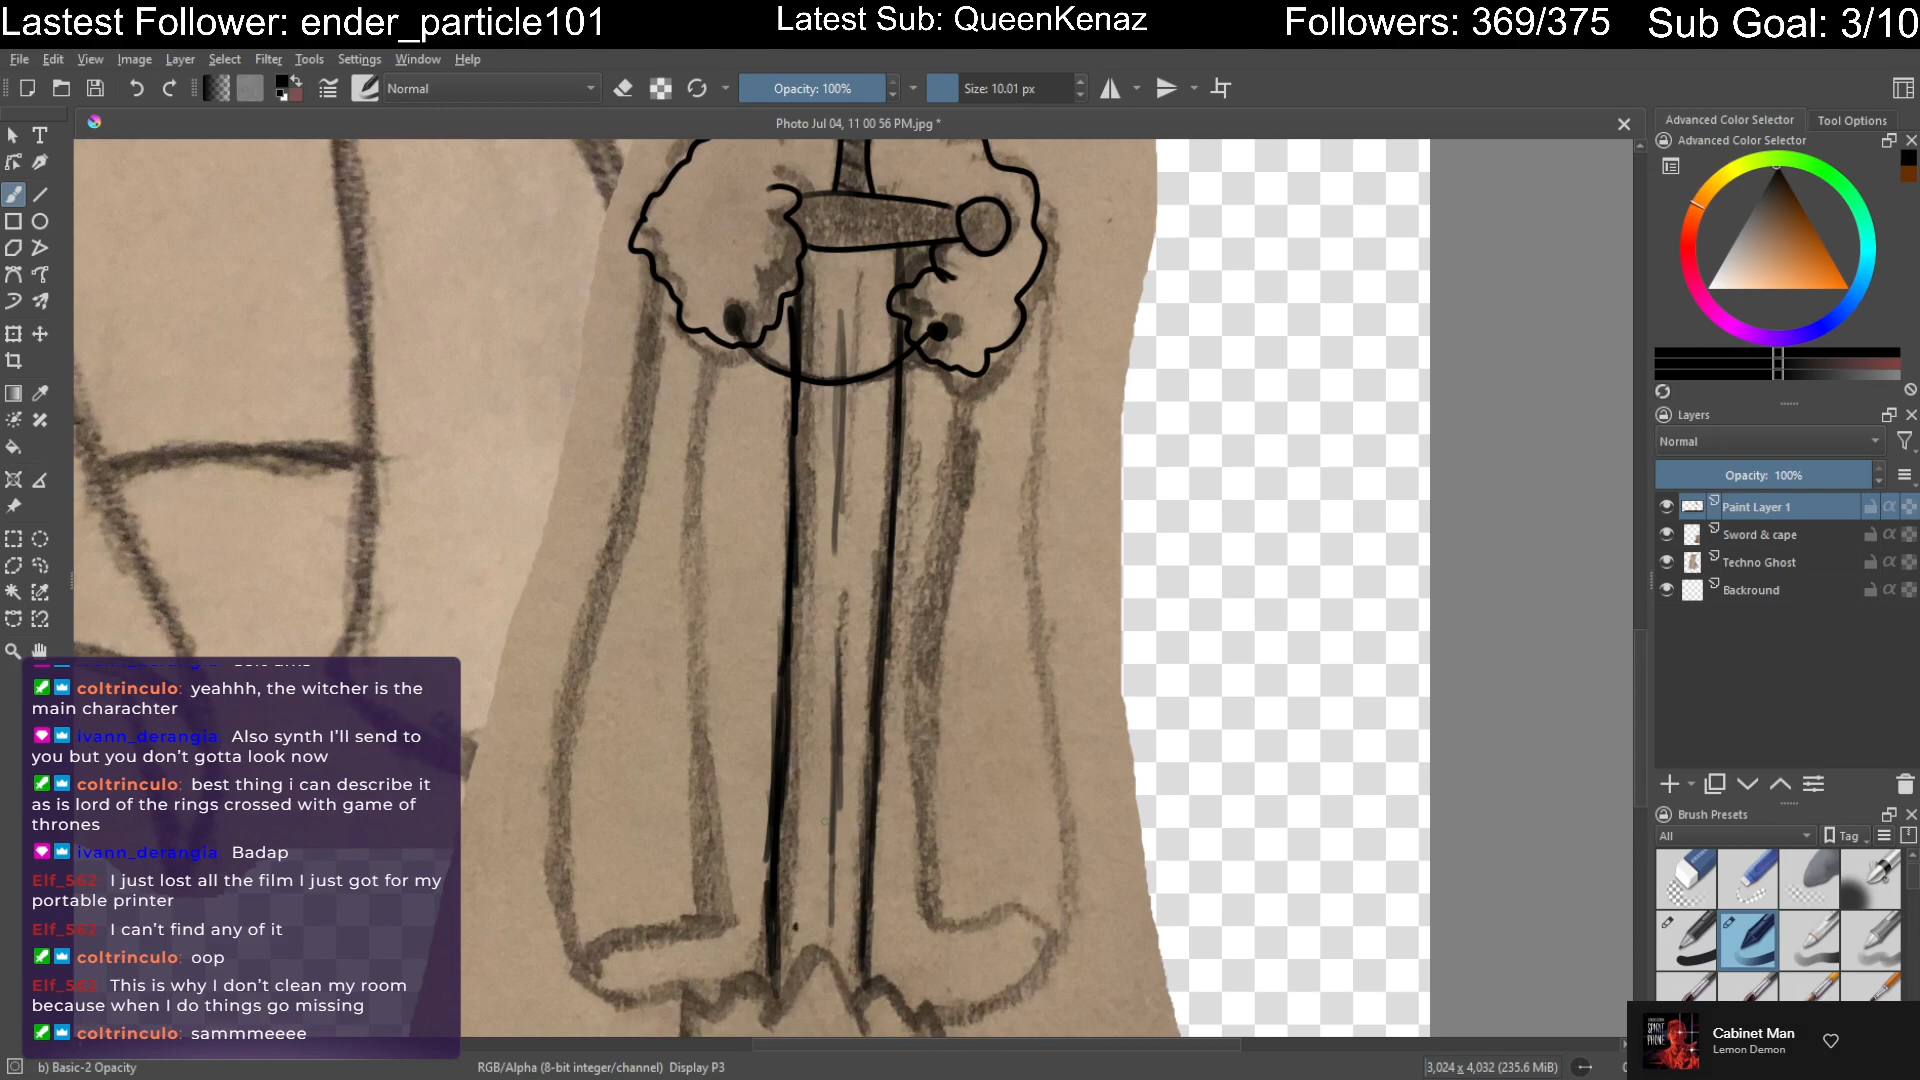 Lastest Follower: ender_particle101
Latest Sub: QueenKenaz
Followers: 369/375
Sub Goal: 3/10
File Edit View Image Layer Select Filter Tools Settings Window Help
Normal
Opacity: 100%
Size: 10.01 px
Photo Jul 04, 11 00 56 PM.jpg *
Advanced Color Selector
Tool Options
Advanced Color Selector
Layers
Normal
Opacity: 100%
Paint Layer 1
Sword & cape
Techno Ghost
Backround
Brush Presets
All
Tag
coltrinculo: yeahhh, the witcher is the
main charachter
ivann_derangia: Also synth I'll send to
you but you don't gotta look now
coltrinculo: best thing i can describe it
as is lord of the rings crossed with game of
thrones
ivann_derangia: Badap
Elf_562: I just lost all the film I just got for my
portable printer
Elf_562: I can't find any of it
coltrinculo: oop
Elf_562: This is why I don't clean my room
because when I do things go missing
coltrinculo: sammmeeee
SPIRIT
PHONE
Cabinet Man
Lemon Demon
b) Basic-2 Opacity
RGB/Alpha (8-bit integer/channel) Display P3
3,024 x 4,032 (235.6 MiB)